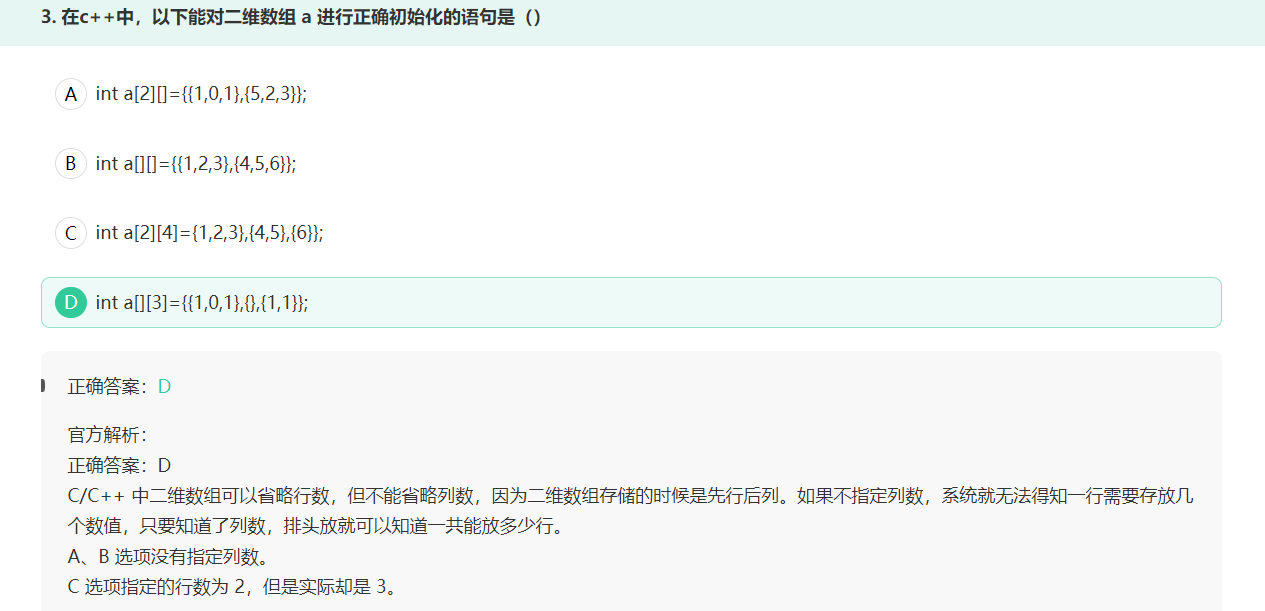 3. 在c++中，以下能对二维数组 a 进行正确初始化的语句是（）
A int a[2][]={{1,0,1},{5,2,3}};
B int a[][]={{1,2,3},{4,5,6}};
C int a[2][4]={1,2,3},{4,5},{6}};
D int a[][3]={{1,0,1},{},{1,1}};
正确答案：D
官方解析：
正确答案：D
C/C++ 中二维数组可以省略行数，但不能省略列数，因为二维数组存储的时候是先行后列。如果不指定列数，系统就无法得知一行需要存放几
个数值，只要知道了列数，排头放就可以知道一共能放多少行。
A、B 选项没有指定列数。
C 选项指定的行数为 2，但是实际却是 3。